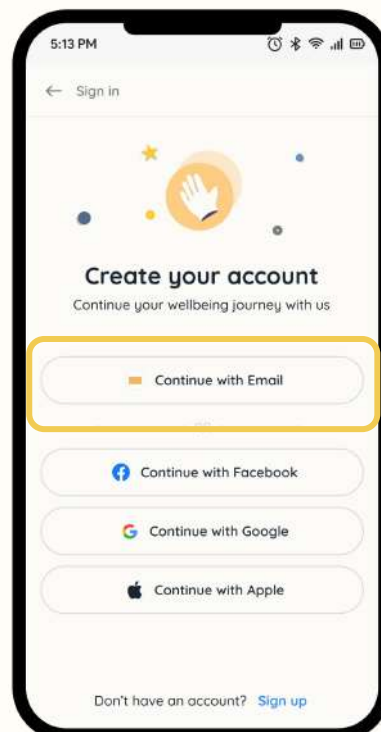 5:13 PM
← Sign in
Create your account
Continue your wellbeing journey with us
Continue with Email
Continue with Facebook
Continue with Google
Continue with Apple
Don't have an account? Sign up